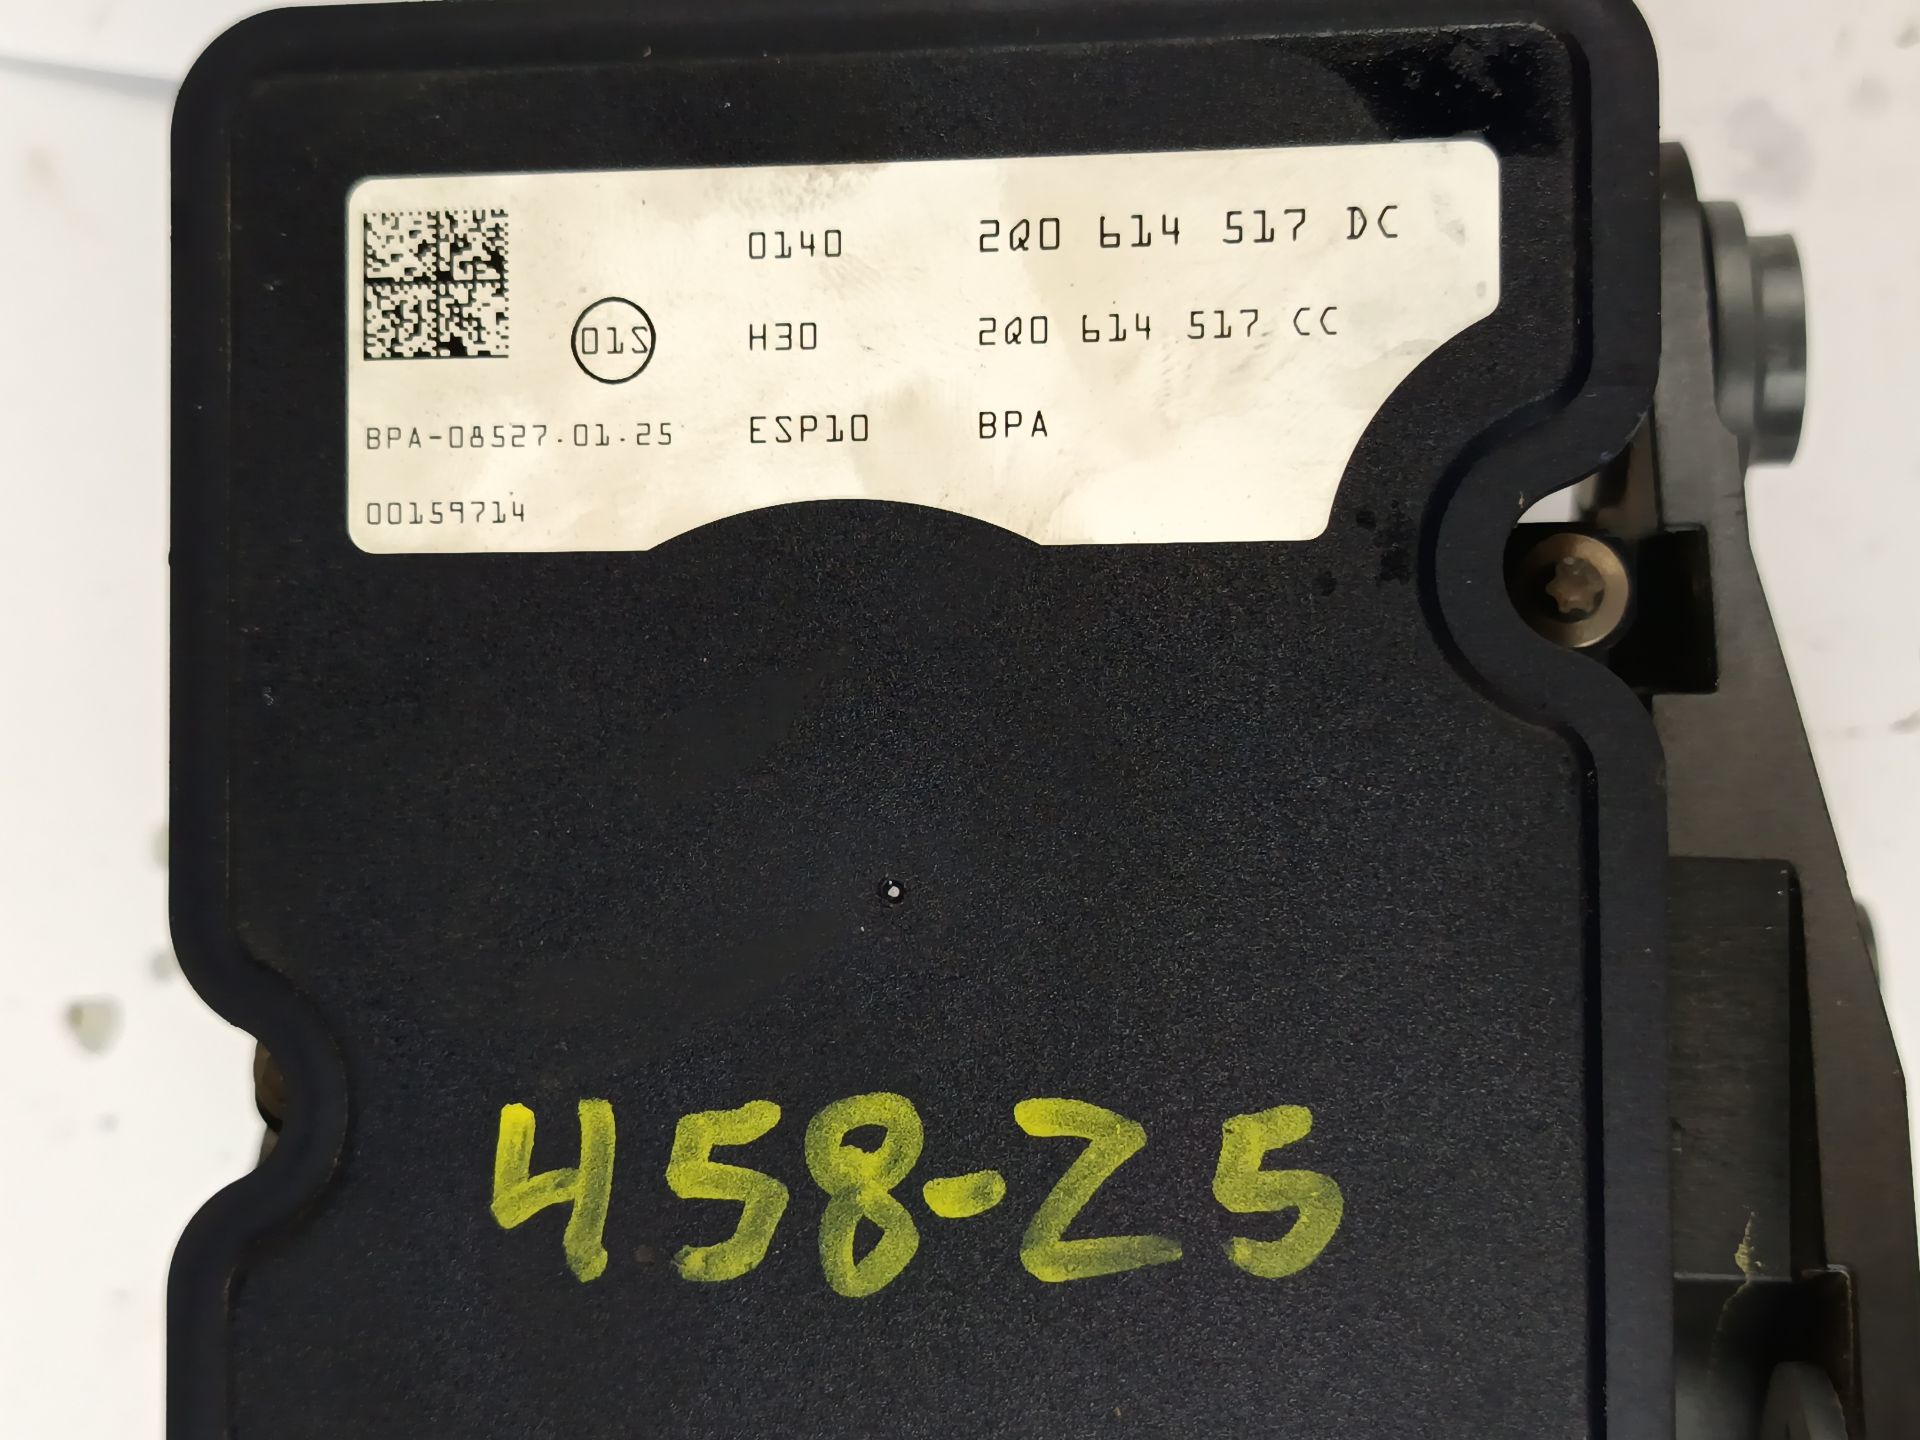 0140 2Q0 614 517 DC
01S H30 2Q0 614 517 CC
BPA-08527.01.25 ESP10 BPA
00159714
458-25